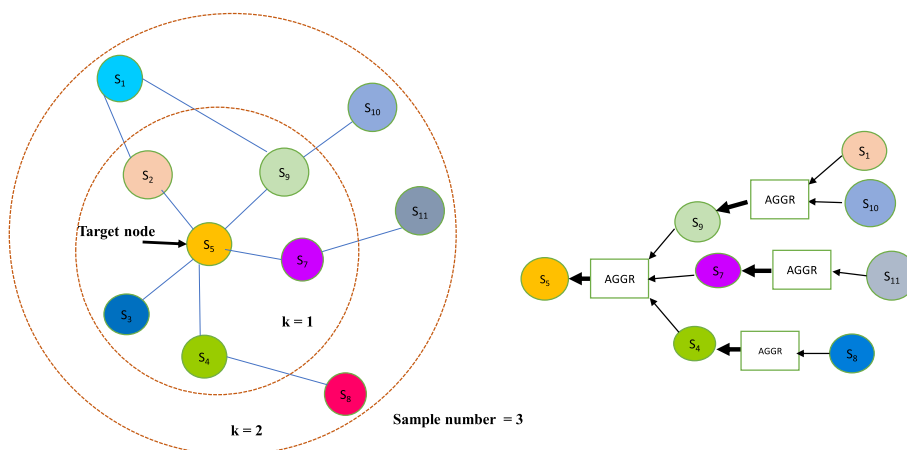 S1
S10
S2
S9
S11
Target node
S5
S7
S3
k = 1
S4
S8
Sample number = 3
k = 2
S1
AGGR
S10
S9
S7
AGGR
S11
S5
AGGR
S4
AGGR
S8